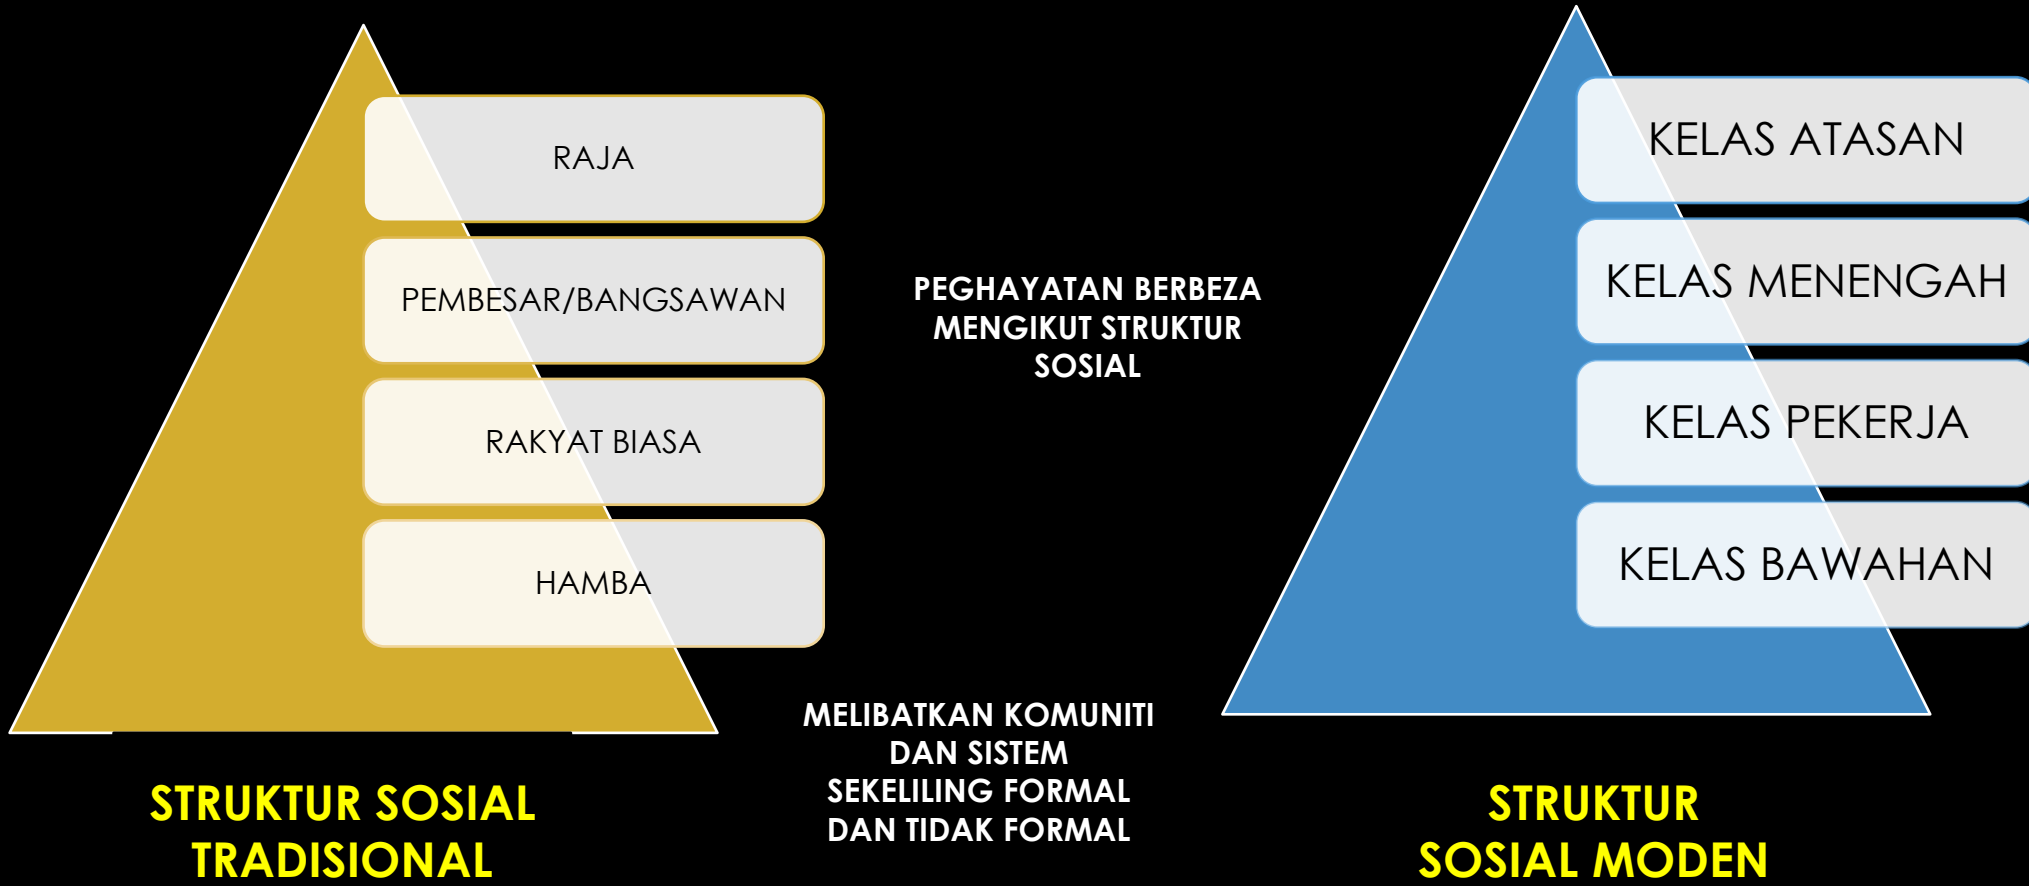 RAJA
PEMBESAR/BANGSAWAN
RAKYAT BIASA
HAMBA
STRUKTUR SOSIAL
TRADISIONAL
PEGHAYATAN BERBEZA
MENGIKUT STRUKTUR
SOSIAL
MELIBATKAN KOMUNITI
DAN SISTEM
SEKELILING FORMAL
DAN TIDAK FORMAL
KELAS ATASAN
KELAS MENENGAH
KELAS PEKERJA
KELAS BAWAHAN
STRUKTUR
SOSIAL MODEN